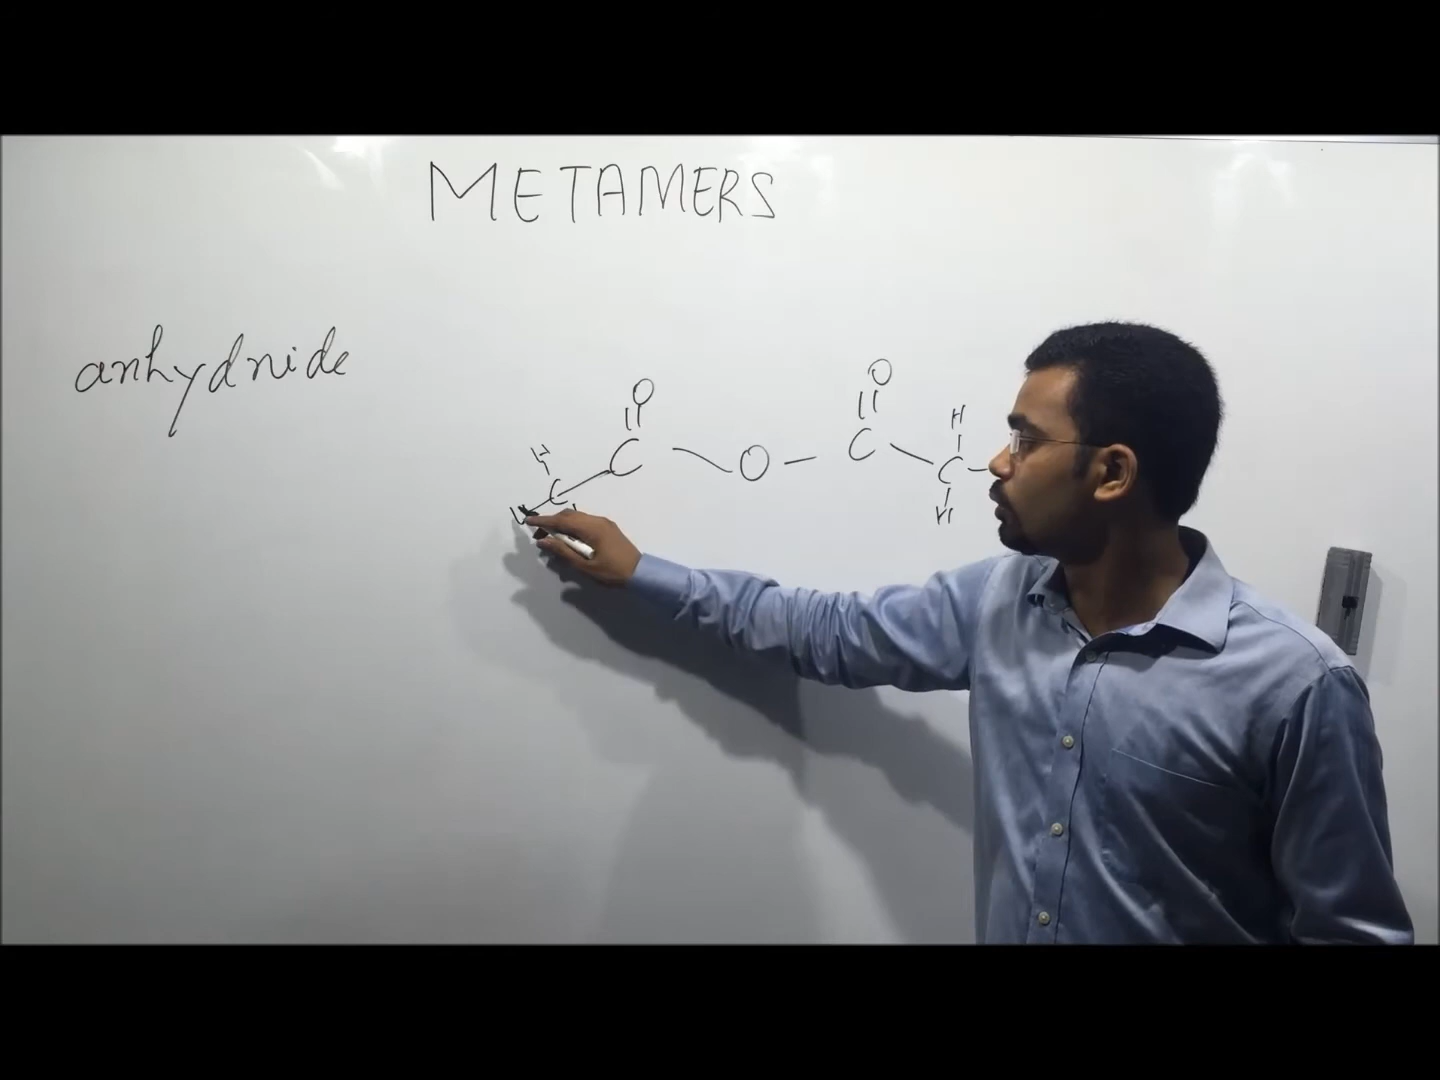 METAMERS
anhydride
O O
H C O C H
H C C
H